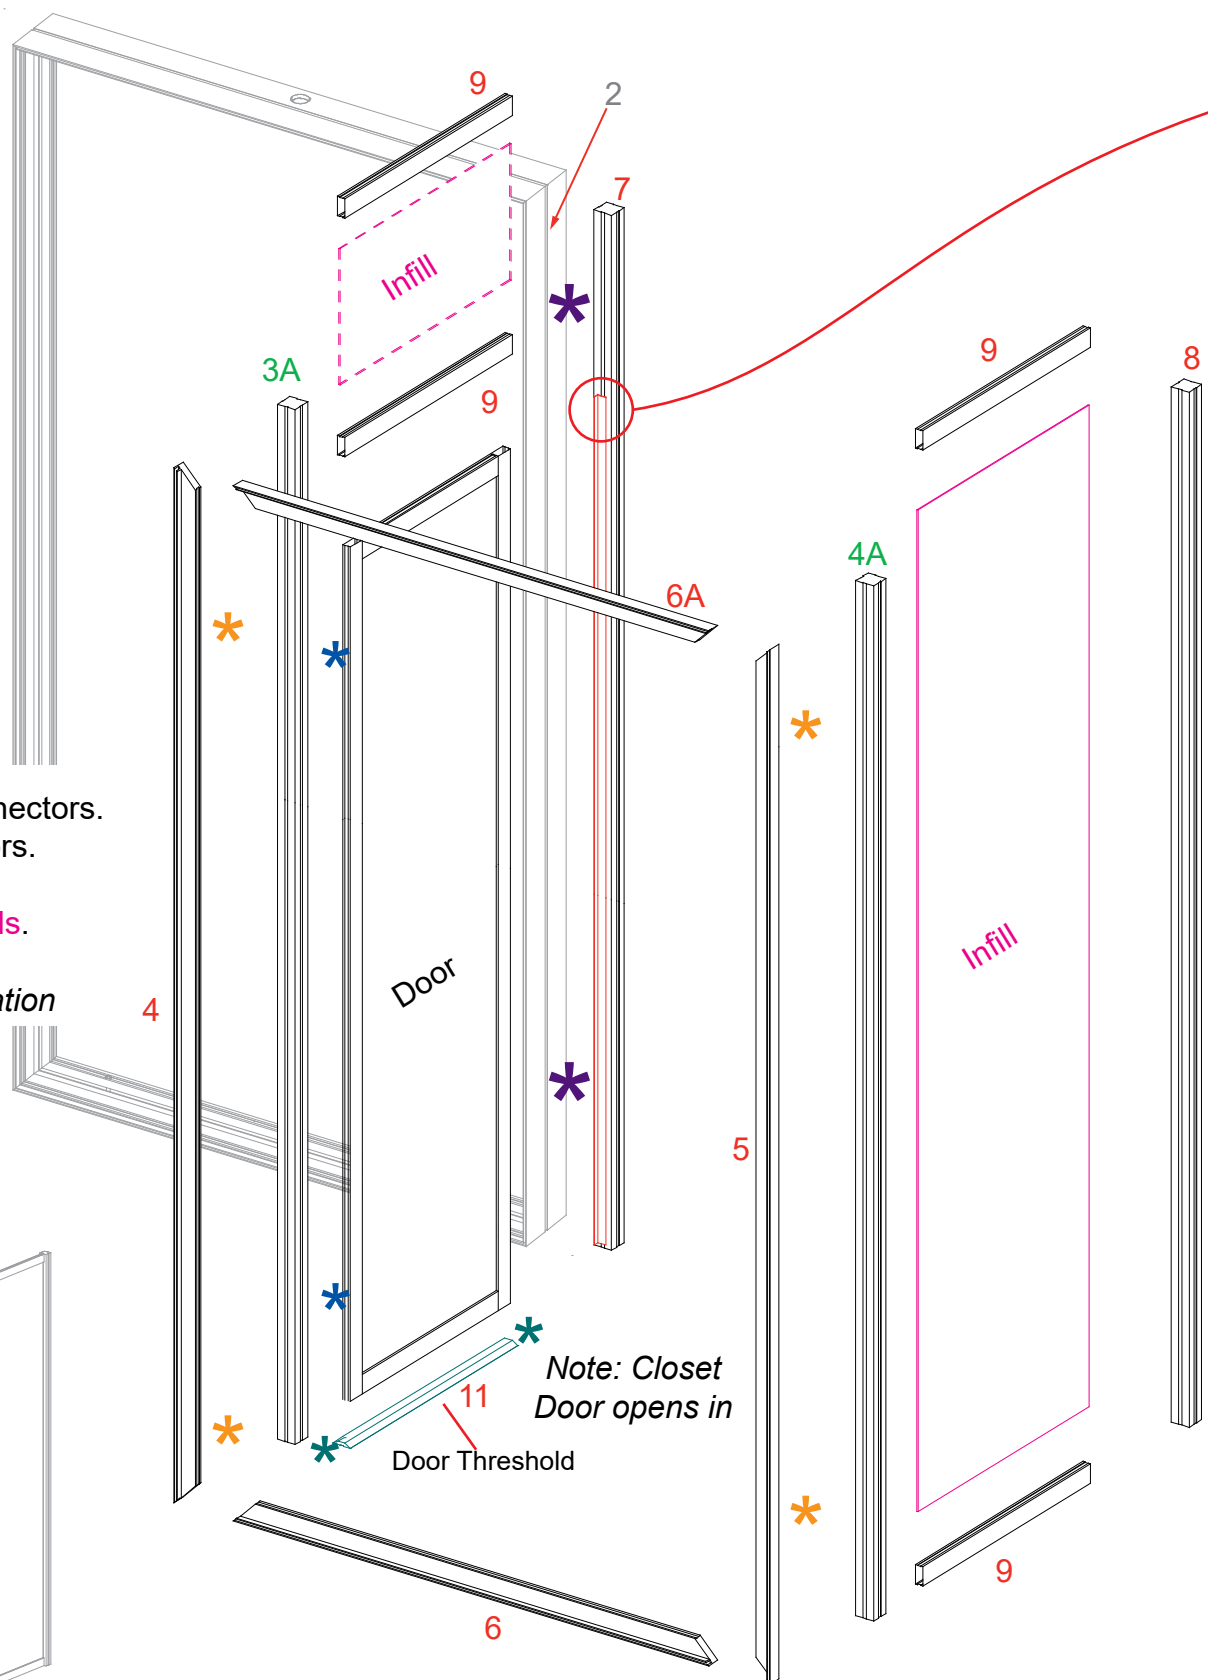 9
2
7
Infill
3A
9
9
8
4A
6A
*
*
*
*
nectors.
rs.
ls.
ation
4
Door
Infill
*
5
*
*
Note: Closet
Door opens in
11
*
*
*
Door Threshold
*
9
6